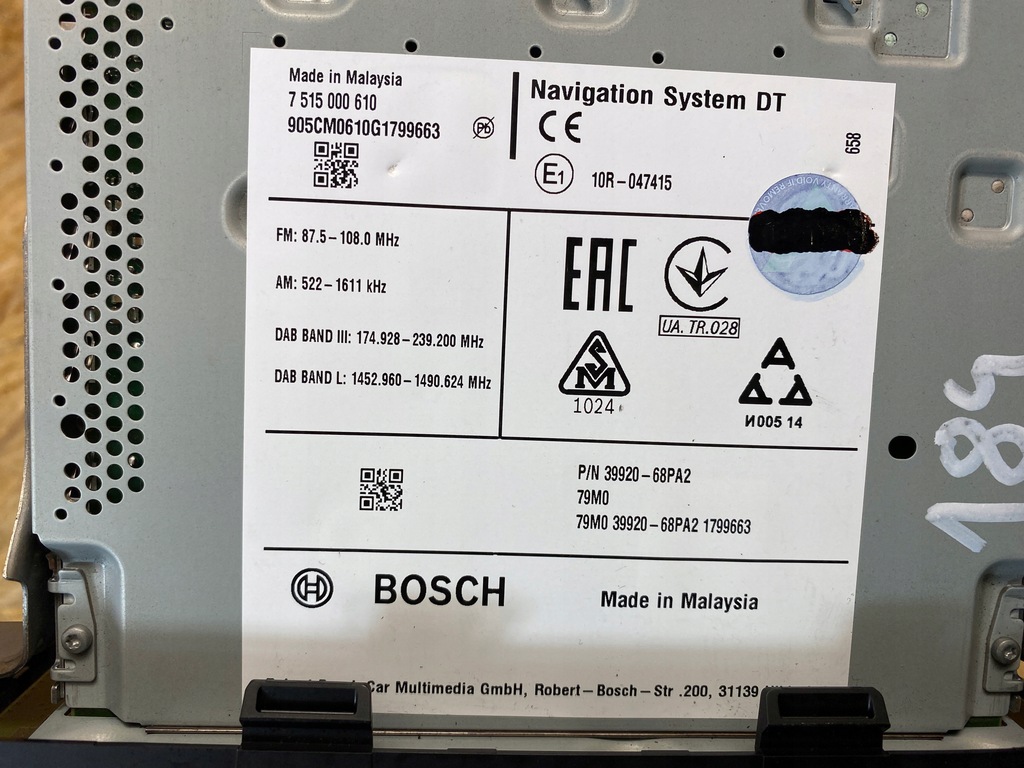 Made in Malaysia
7 515 000 610
905CM0610G1799663
Pb
Navigation System DT
CE
E1
10R-047415
658
FM: 87.5-108.0 MHz
AM: 522-1611 kHz
DAB BAND III: 174.928-239.200 MHz
DAB BAND L: 1452.960-1490.624 MHz
EAC
UA. TR.028
SM
1024
И005 14
P/N 39920-68PA2
79M0
79M0 39920-68PA2 1799663
BOSCH
Made in Malaysia
Car Multimedia GmbH, Robert-Bosch-Str .200, 31139
183